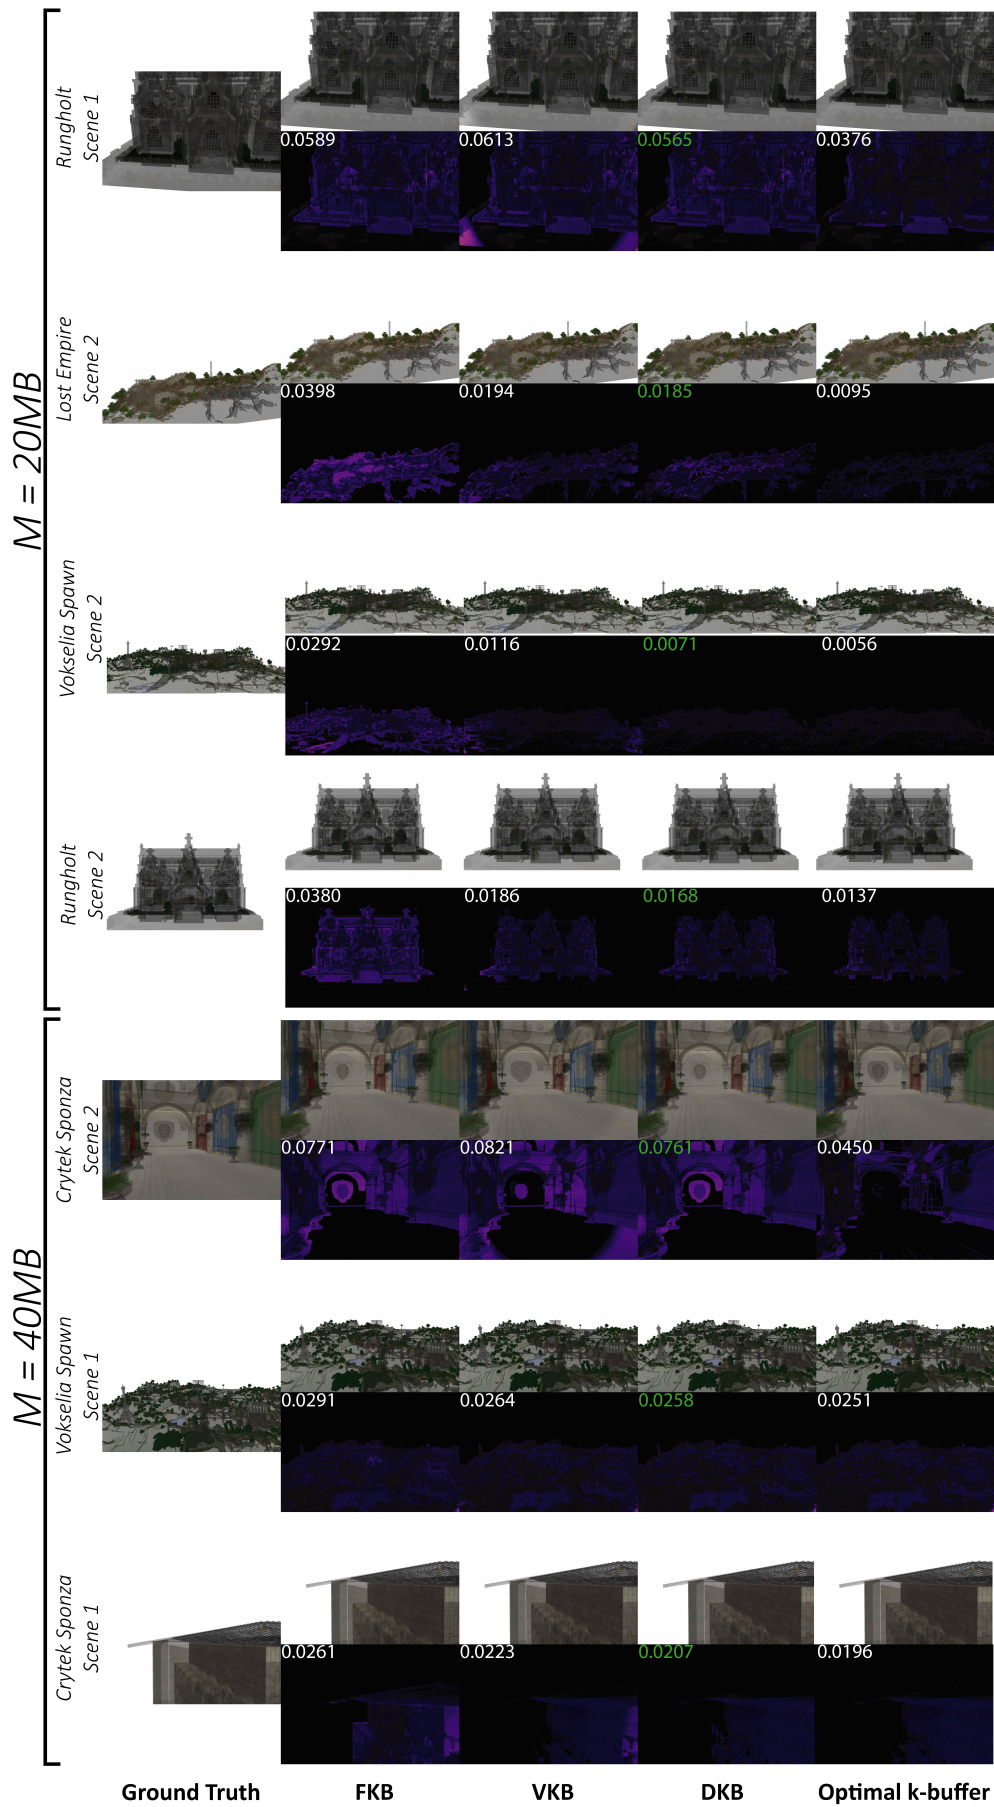 M = 20MB
Rungholt
Scene 1
0.0589 0.0613 0.0565 0.0376
Lost Empire
Scene 2
0.0398 0.0194 0.0185 0.0095
Vokselia Spawn
Scene 2
0.0292 0.0116 0.0071 0.0056
Rungholt
Scene 2
0.0380 0.0186 0.0168 0.0137
M = 40MB
Crytek Sponza
Scene 2
0.0771 0.0821 0.0761 0.0450
Vokselia Spawn
Scene 1
0.0291 0.0264 0.0258 0.0251
Crytek Sponza
Scene 1
0.0261 0.0223 0.0207 0.0196
Ground Truth FKB VKB DKB Optimal k-buffer